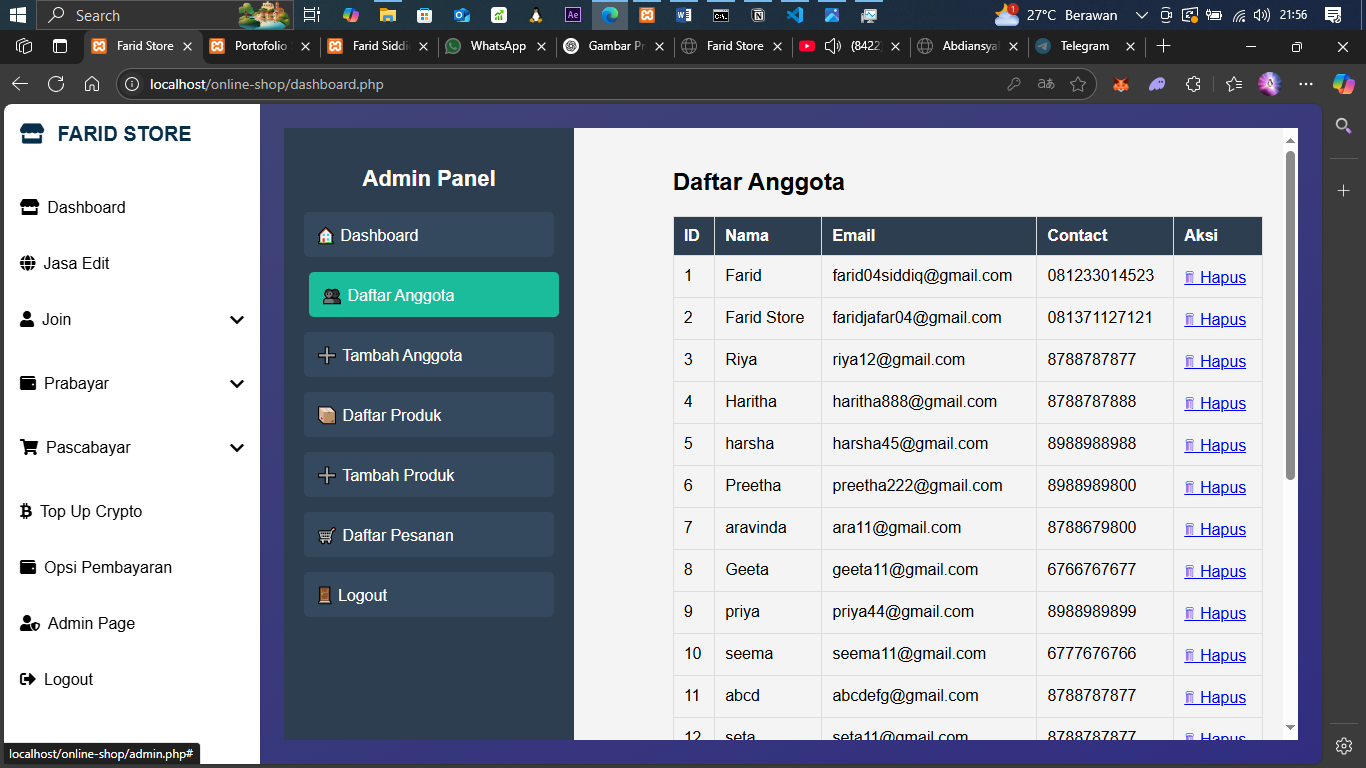 Search
27°C Berawan
21:56
Farid Store
Portofolio
Farid Siddi
WhatsApp
Gambar Pr
Farid Store
(8422)
Abdiansya
Telegram
localhost/online-shop/dashboard.php
FARID STORE
Dashboard
Jasa Edit
Join
Prabayar
Pascabayar
Top Up Crypto
Opsi Pembayaran
Admin Page
Logout
localhost/online-shop/admin.php#
Admin Panel
Dashboard
Daftar Anggota
Tambah Anggota
Daftar Produk
Tambah Produk
Daftar Pesanan
Logout
Daftar Anggota
ID Nama Email Contact Aksi
1 Farid farid04siddiq@gmail.com 081233014523 Hapus
2 Farid Store faridjafar04@gmail.com 081371127121 Hapus
3 Riya riya12@gmail.com 8788787877 Hapus
4 Haritha haritha888@gmail.com 8788787888 Hapus
5 harsha harsha45@gmail.com 8988988988 Hapus
6 Preetha preetha222@gmail.com 8988989800 Hapus
7 aravinda ara11@gmail.com 8788679800 Hapus
8 Geeta geeta11@gmail.com 6766767677 Hapus
9 priya priya44@gmail.com 8988989899 Hapus
10 seema seema11@gmail.com 6777676766 Hapus
11 abcd abcdefg@gmail.com 8788787877 Hapus
12 seta seta11@gmail.com 8788787877 Hapus